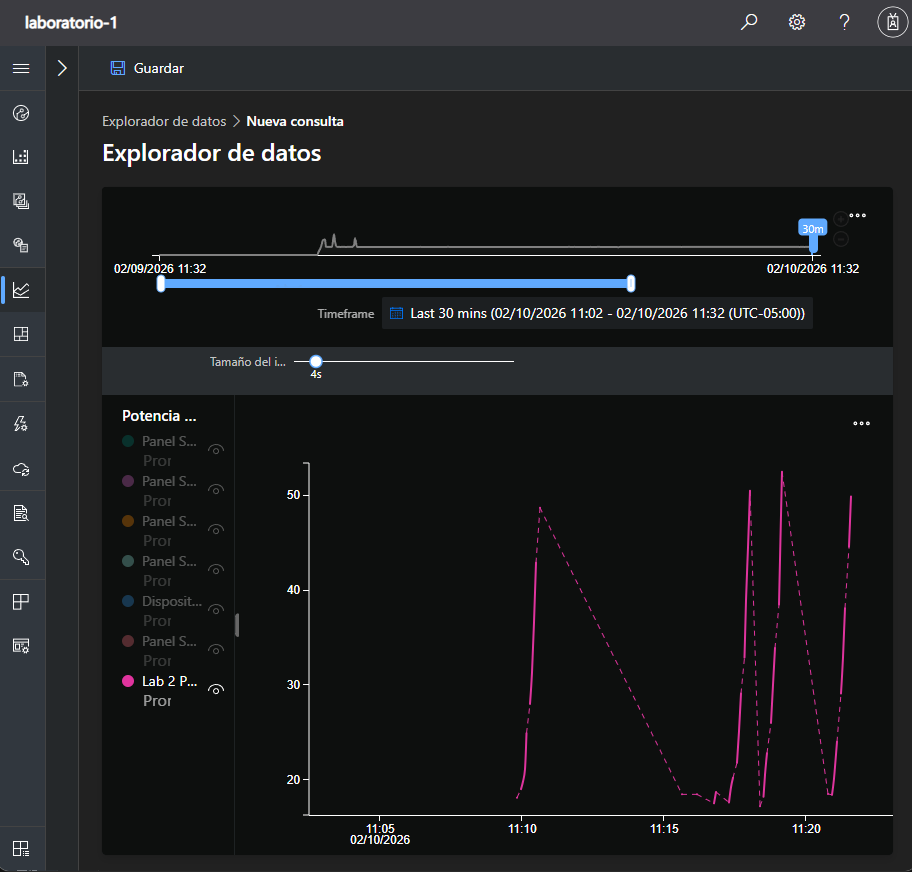 laboratorio-1
Guardar
Explorador de datos > Nueva consulta
Explorador de datos
30m
02/09/2026 11:32
02/10/2026 11:32
Timeframe
Last 30 mins (02/10/2026 11:02 - 02/10/2026 11:32 (UTC-05:00))
Tamaño del i...
4s
Potencia ...
Panel S...
Pror
Panel S...
Pror
Panel S...
Pror
Panel S...
Pror
Disposit...
Pror
Panel S...
Pror
Lab 2 P...
Pror
50
40
30
20
11:05
02/10/2026
11:10
11:15
11:20